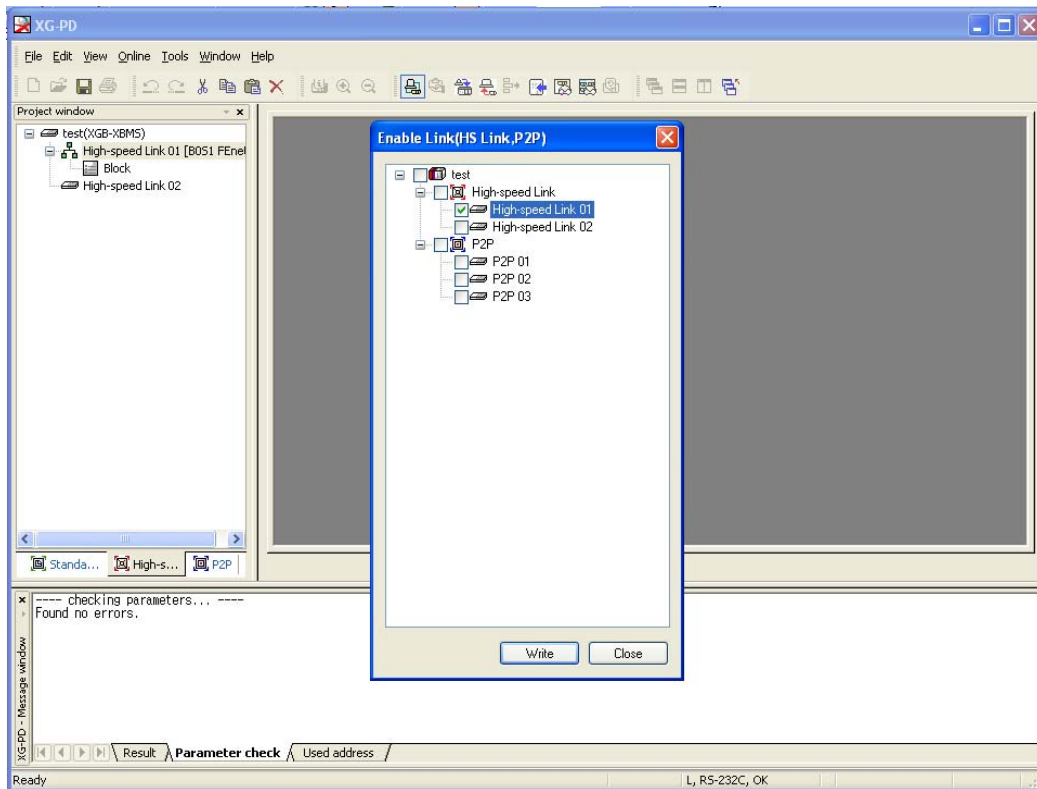 XG-PD
File Edit View Online Tools Window Help
Project window
test(XGB-XBMS)
High-speed Link 01 [B0S1 FEnet
Block
High-speed Link 02
Standa... High-s... P2P
Enable Link(HS Link,P2P)
test
High-speed Link
High-speed Link 01
High-speed Link 02
P2P
P2P 01
P2P 02
P2P 03
Write Close
---- checking parameters... ----
Found no errors.
XG-PD - Message window
Result Parameter check Used address
Ready L, RS-232C, OK